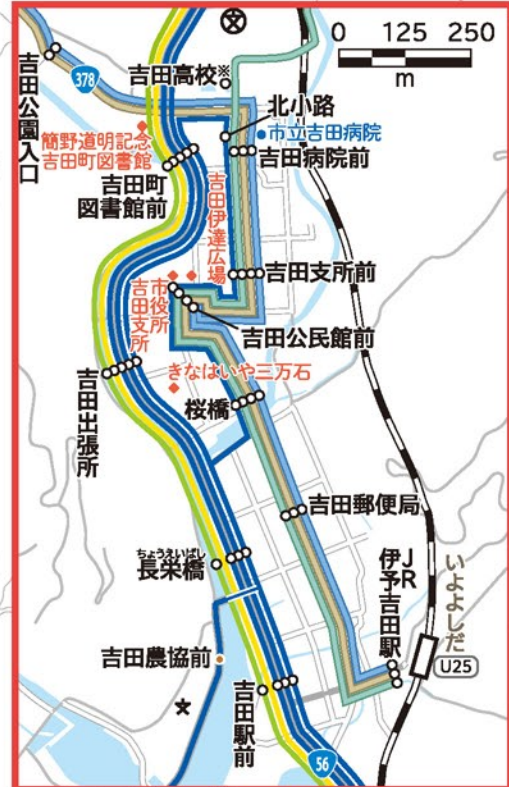 0 125 250
m
378
吉田公園入口
吉田高校※
北小路
市立吉田病院
簡野道明記念
吉田町図書館
吉田病院前
吉田町
図書館前
吉田伊達広場
吉田支所前
市役所
吉田支所
吉田公民館前
きなはいや三万石
桜橋
吉田出張所
吉田郵便局
ちょうえいばし
長栄橋
JR
伊予吉田駅
いよよしだ
U25
吉田農協前
吉田駅前
56